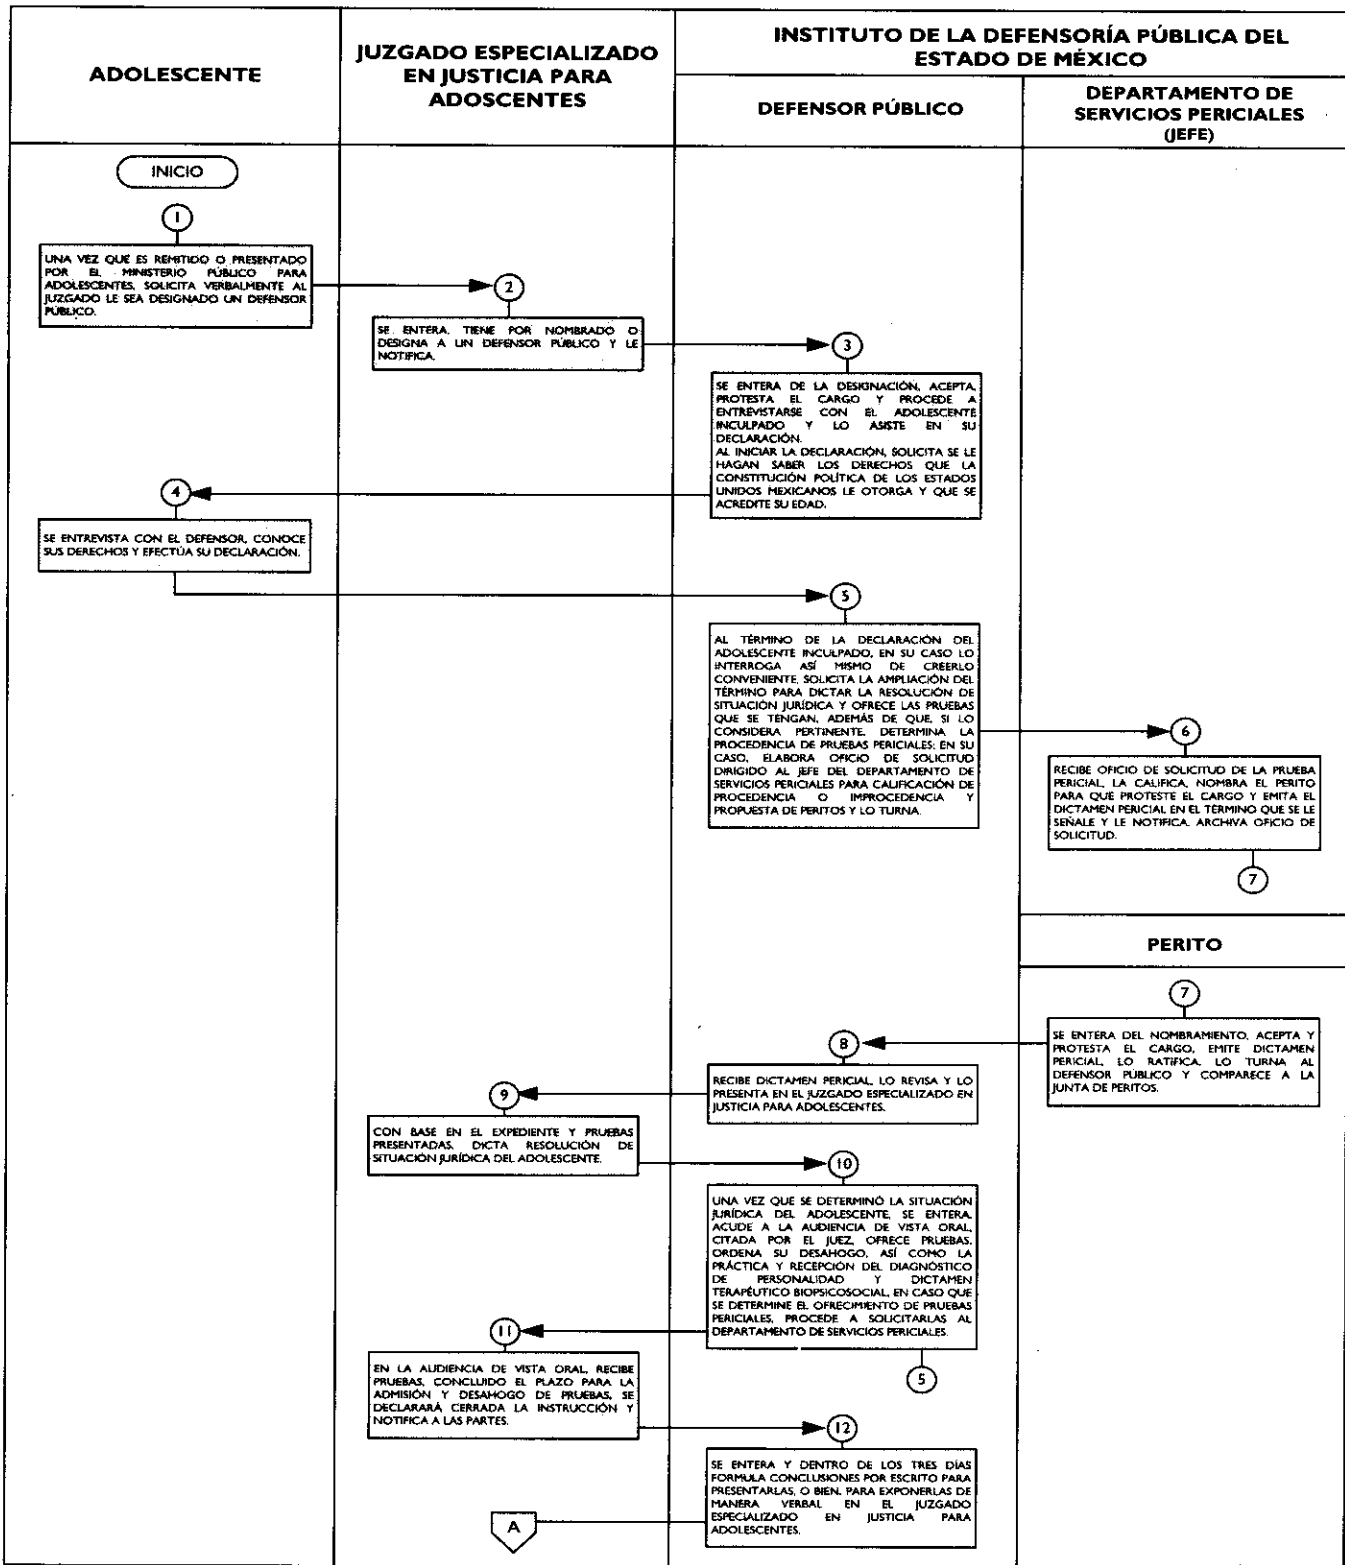 ADOLESCENTE
JUZGADO ESPECIALIZADO
EN JUSTICIA PARA
ADOSCENTES
INSTITUTO DE LA DEFENSORÍA PÚBLICA DEL
ESTADO DE MÉXICO
DEFENSOR PÚBLICO
DEPARTAMENTO DE
SERVICIOS PERICIALES
(JEFE)
INICIO
1
UNA VEZ QUE ES REMITIDO O PRESENTADO
POR EL MINISTERIO PÚBLICO PARA
ADOLESCENTES, SOLICITA VERBALMENTE AL
JUZGADO LE SEA DESIGNADO UN DEFENSOR
PÚBLICO.
2
SE ENTERA, TIENE POR NOMBRADO O
DESIGNA A UN DEFENSOR PÚBLICO Y LE
NOTIFICA.
3
SE ENTERA DE LA DESIGNACIÓN, ACEPTA,
PROTESTA EL CARGO Y PROCEDE A
ENTREVISTARSE CON EL ADOLESCENTE
INCULPADO Y LO ASISTE EN SU
DECLARACIÓN.
AL INICIAR LA DECLARACIÓN, SOLICITA SE LE
HAGAN SABER LOS DERECHOS QUE LA
CONSTITUCIÓN POLÍTICA DE LOS ESTADOS
UNIDOS MEXICANOS LE OTORGA Y QUE SE
ACREDITE SU EDAD.
4
SE ENTREVISTA CON EL DEFENSOR, CONOCE
SUS DERECHOS Y EFECTÚA SU DECLARACIÓN.
5
AL TÉRMINO DE LA DECLARACIÓN DEL
ADOLESCENTE INCULPADO, EN SU CASO LO
INTERROGA ASÍ MISMO DE CREERLO
CONVENIENTE, SOLICITA LA AMPLIACIÓN DEL
TÉRMINO PARA DICTAR LA RESOLUCIÓN DE
SITUACIÓN JURÍDICA Y OFRECE LAS PRUEBAS
QUE SE TENGAN, ADEMÁS DE QUE, SI LO
CONSIDERA PERTINENTE, DETERMINA LA
PROCEDENCIA DE PRUEBAS PERICIALES; EN SU
CASO, ELABORA OFICIO DE SOLICITUD
DIRIGIDO AL JEFE DEL DEPARTAMENTO DE
SERVICIOS PERICIALES PARA CALIFICACIÓN DE
PROCEDENCIA O IMPROCEDENCIA Y
PROPUESTA DE PERITOS Y LO TURNA.
6
RECIBE OFICIO DE SOLICITUD DE LA PRUEBA
PERICIAL, LA CALIFICA, NOMBRA EL PERITO
PARA QUE PROTESTE EL CARGO Y EMITA EL
DICTAMEN PERICIAL EN EL TÉRMINO QUE SE LE
SEÑALE Y LE NOTIFICA. ARCHIVA OFICIO DE
SOLICITUD.
7
PERITO
7
SE ENTERA DEL NOMBRAMIENTO, ACEPTA Y
PROTESTA EL CARGO, EMITE DICTAMEN
PERICIAL, LO RATIFICA, LO TURNA AL
DEFENSOR PÚBLICO Y COMPARECE A LA
JUNTA DE PERITOS.
8
RECIBE DICTAMEN PERICIAL, LO REVISA Y LO
PRESENTA EN EL JUZGADO ESPECIALIZADO EN
JUSTICIA PARA ADOLESCENTES.
9
CON BASE EN EL EXPEDIENTE Y PRUEBAS
PRESENTADAS, DICTA RESOLUCIÓN DE
SITUACIÓN JURÍDICA DEL ADOLESCENTE.
10
UNA VEZ QUE SE DETERMINÓ LA SITUACIÓN
JURÍDICA DEL ADOLESCENTE, SE ENTERA,
ACUDE A LA AUDIENCIA DE VISTA ORAL,
CITADA POR EL JUEZ, OFRECE PRUEBAS,
ORDENA SU DESAHOGO, ASÍ COMO LA
PRÁCTICA Y RECEPCIÓN DEL DIAGNÓSTICO
DE PERSONALIDAD Y DICTAMEN
TERAPÉUTICO BIOPSICOSOCIAL, EN CASO QUE
SE DETERMINE EL OFRECIMIENTO DE PRUEBAS
PERICIALES, PROCEDE A SOLICITARLAS AL
DEPARTAMENTO DE SERVICIOS PERICIALES.
5
11
EN LA AUDIENCIA DE VISTA ORAL, RECIBE
PRUEBAS, CONCLUIDO EL PLAZO PARA LA
ADMISIÓN Y DESAHOGO DE PRUEBAS, SE
DECLARARÁ CERRADA LA INSTRUCCIÓN Y
NOTIFICA A LAS PARTES.
12
SE ENTERA Y DENTRO DE LOS TRES DÍAS
FORMULA CONCLUSIONES POR ESCRITO PARA
PRESENTARLAS, O BIEN, PARA EXPONERLAS DE
MANERA VERBAL EN EL JUZGADO
ESPECIALIZADO EN JUSTICIA PARA
ADOLESCENTES.
A